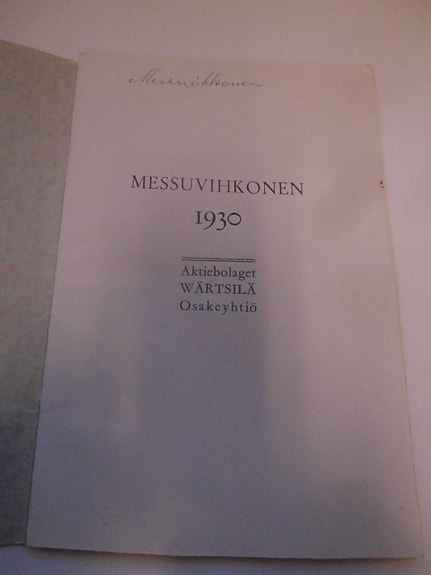 Messuvihkonen
MESSUVIHKONEN
1930
Aktiebolaget
WÄRTSILÄ
Osakeyhtiö